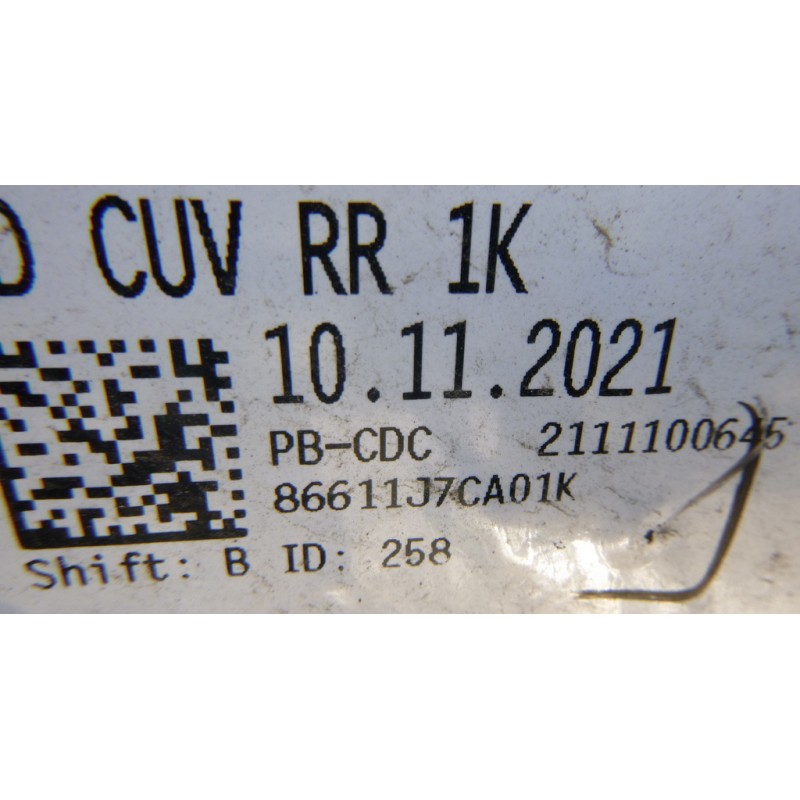 D CUV RR 1K
10.11.2021
PB-CDC 2111100645
86611J7CA01K
Shift: B ID: 258